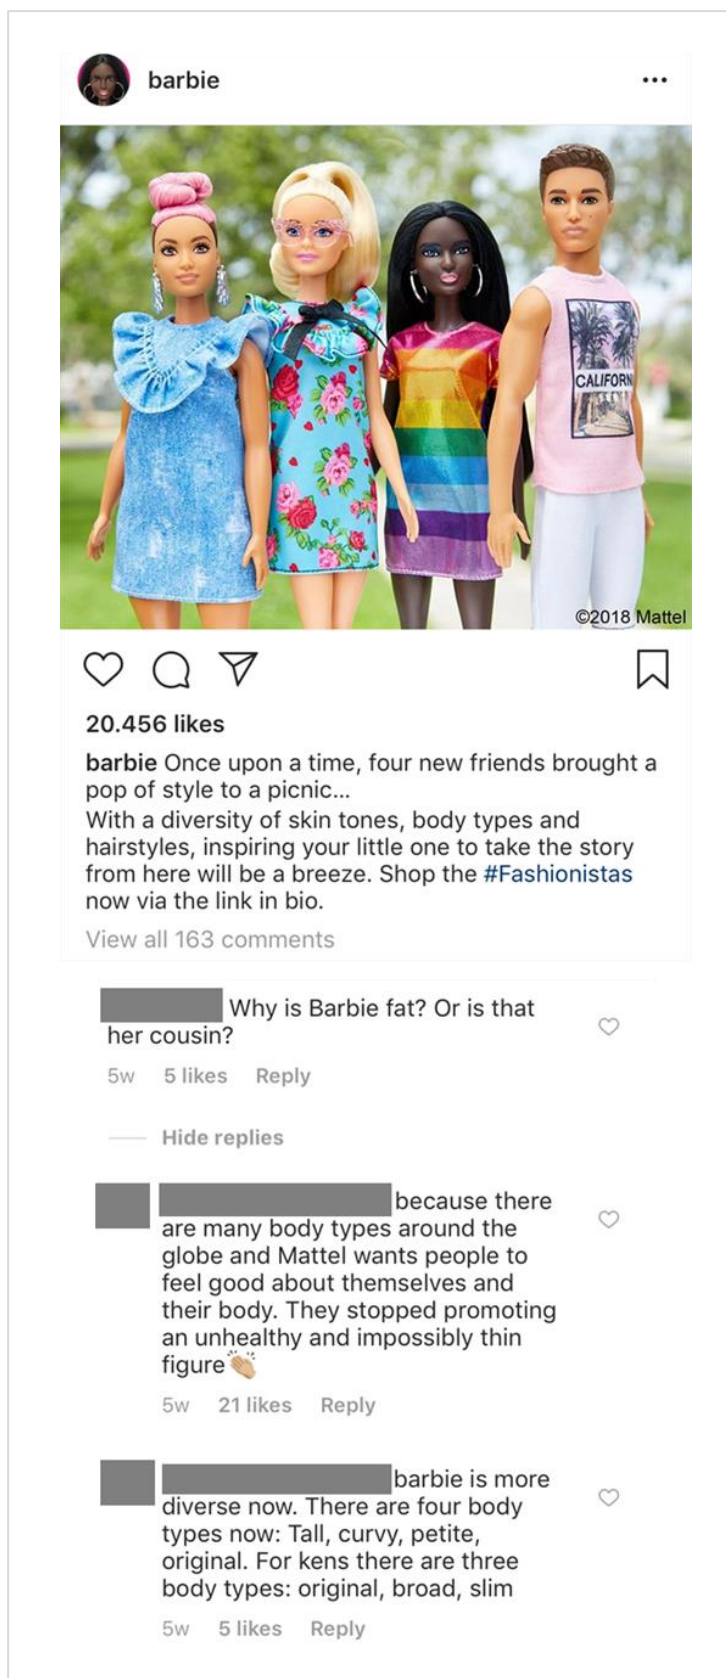 barbie
CALIFORN
©2018 Mattel
20.456 likes
barbie Once upon a time, four new friends brought a
pop of style to a picnic...
With a diversity of skin tones, body types and
hairstyles, inspiring your little one to take the story
from here will be a breeze. Shop the #Fashionistas
now via the link in bio.
View all 163 comments
Why is Barbie fat? Or is that
her cousin?
5w 5 likes Reply
Hide replies
because there
are many body types around the
globe and Mattel wants people to
feel good about themselves and
their body. They stopped promoting
an unhealthy and impossibly thin
figure👏🏼
5w 21 likes Reply
barbie is more
diverse now. There are four body
types now: Tall, curvy, petite,
original. For kens there are three
body types: original, broad, slim
5w 5 likes Reply